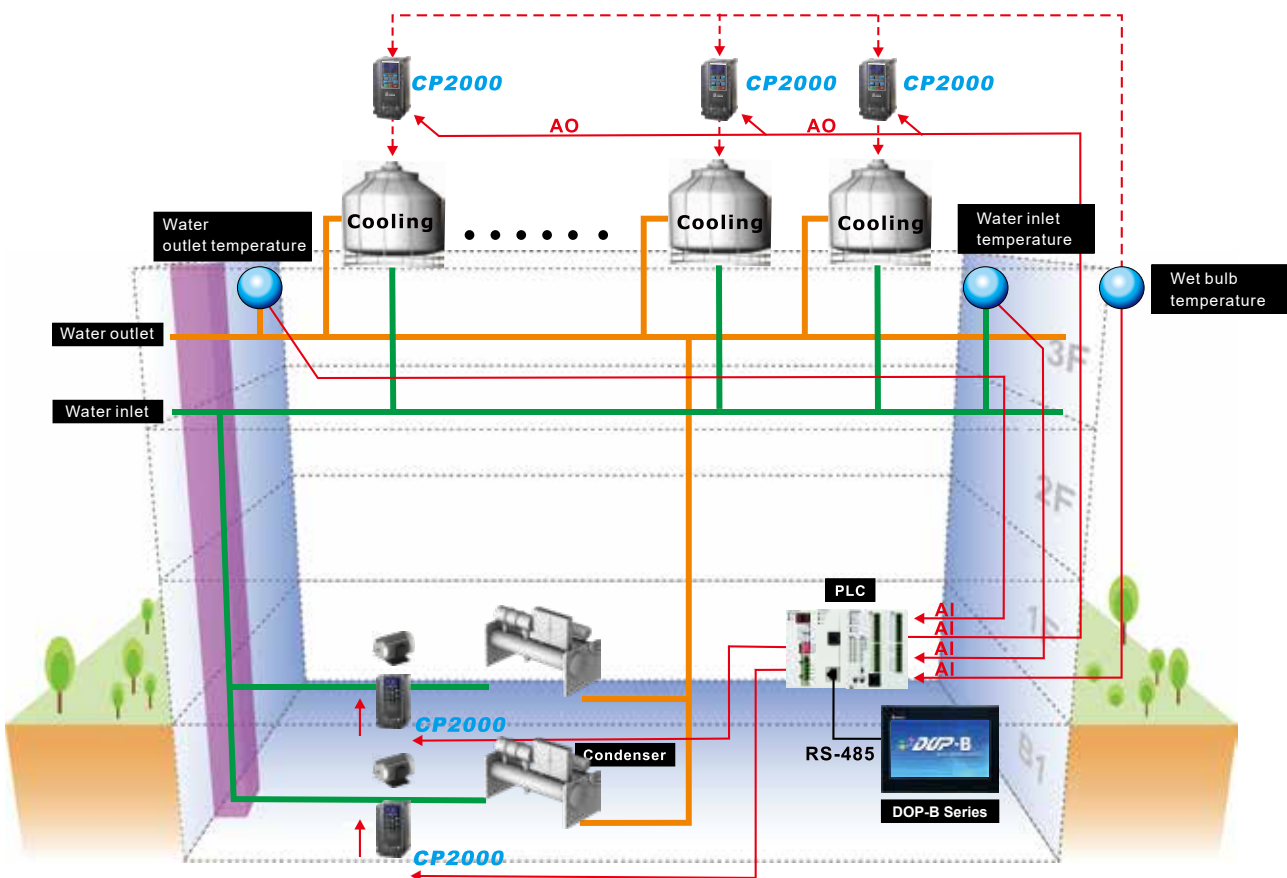 CP2000
CP2000
CP2000
AO
AO
Cooling
Cooling
Cooling
Water
outlet temperature
Water inlet
temperature
Wet bulb
temperature
Water outlet
3F
Water inlet
2F
PLC
AI
AI
AI
AI
CP2000
Condenser
RS-485
DOP-B
B1
DOP-B Series
CP2000